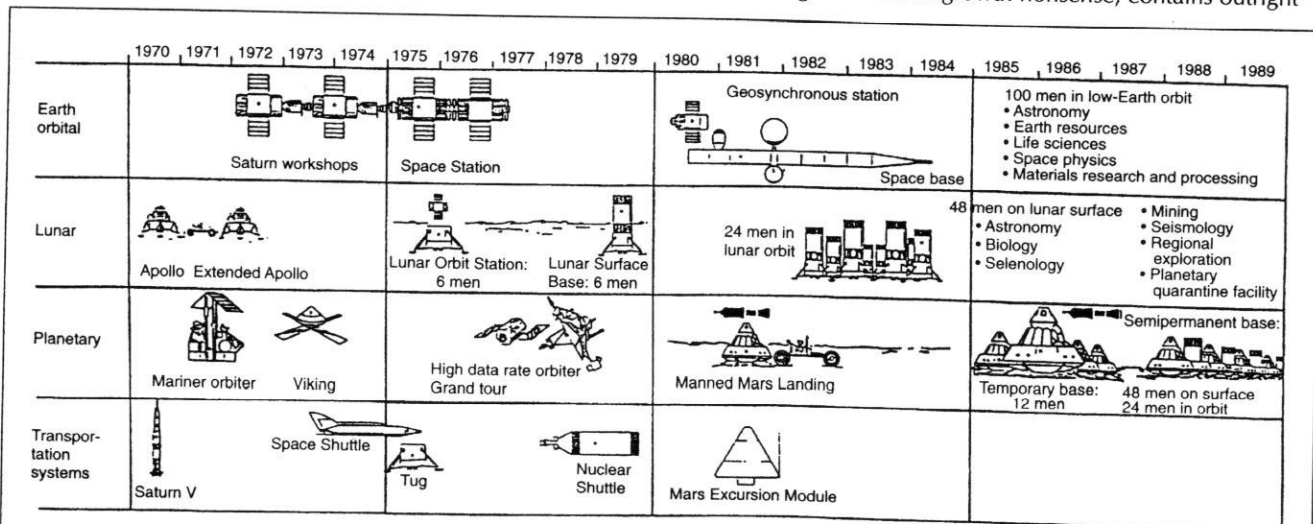 nonsense, contains outright
1970 1971 1972 1973 1974 1975 1976 1977 1978 1979 1980 1981 1982 1983 1984 1985 1986 1987 1988 1989
Earth
orbital
Saturn workshops
Space Station
Geosynchronous station
Space base
100 men in low-Earth orbit
• Astronomy
• Earth resources
• Life sciences
• Space physics
• Materials research and processing
Lunar
Apollo Extended Apollo
Lunar Orbit Station:
6 men
Lunar Surface
Base: 6 men
24 men in
lunar orbit
48 men on lunar surface
• Astronomy
• Biology
• Selenology
• Mining
• Seismology
• Regional
exploration
• Planetary
quarantine facility
Planetary
Mariner orbiter
Viking
High data rate orbiter
Grand tour
Manned Mars Landing
Temporary base:
12 men
Semipermanent base:
48 men on surface
24 men in orbit
Transpor-
tation
systems
Saturn V
Space Shuttle
Tug
Nuclear
Shuttle
Mars Excursion Module